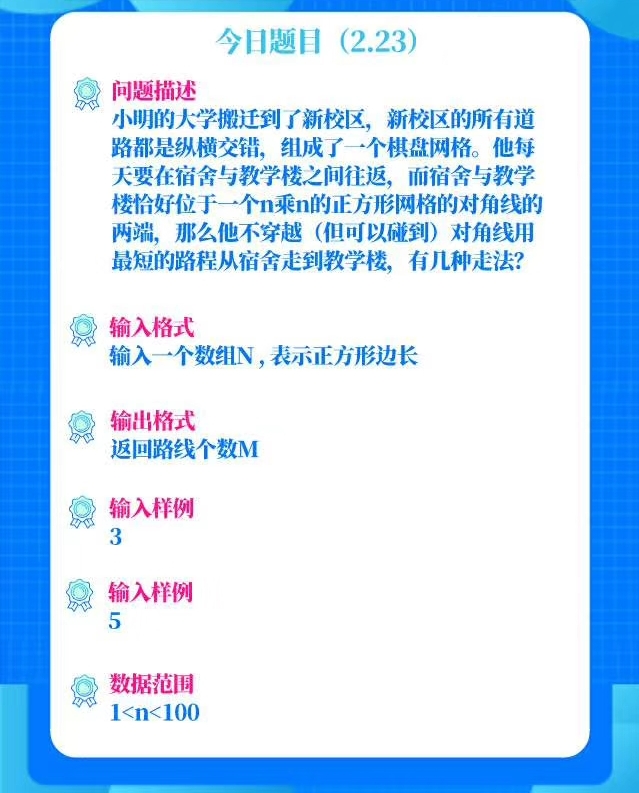 今日题目（2.23）
问题描述
小明的大学搬迁到了新校区，新校区的所有道
路都是纵横交错，组成了一个棋盘网格。他每
天要在宿舍与教学楼之间往返，而宿舍与教学
楼恰好位于一个n乘n的正方形网格的对角线的
两端，那么他不穿越（但可以碰到）对角线用
最短的路程从宿舍走到教学楼，有几种走法？
输入格式
输入一个数组N , 表示正方形边长
输出格式
返回路线个数M
输入样例
3
输入样例
5
数据范围
1<n<100